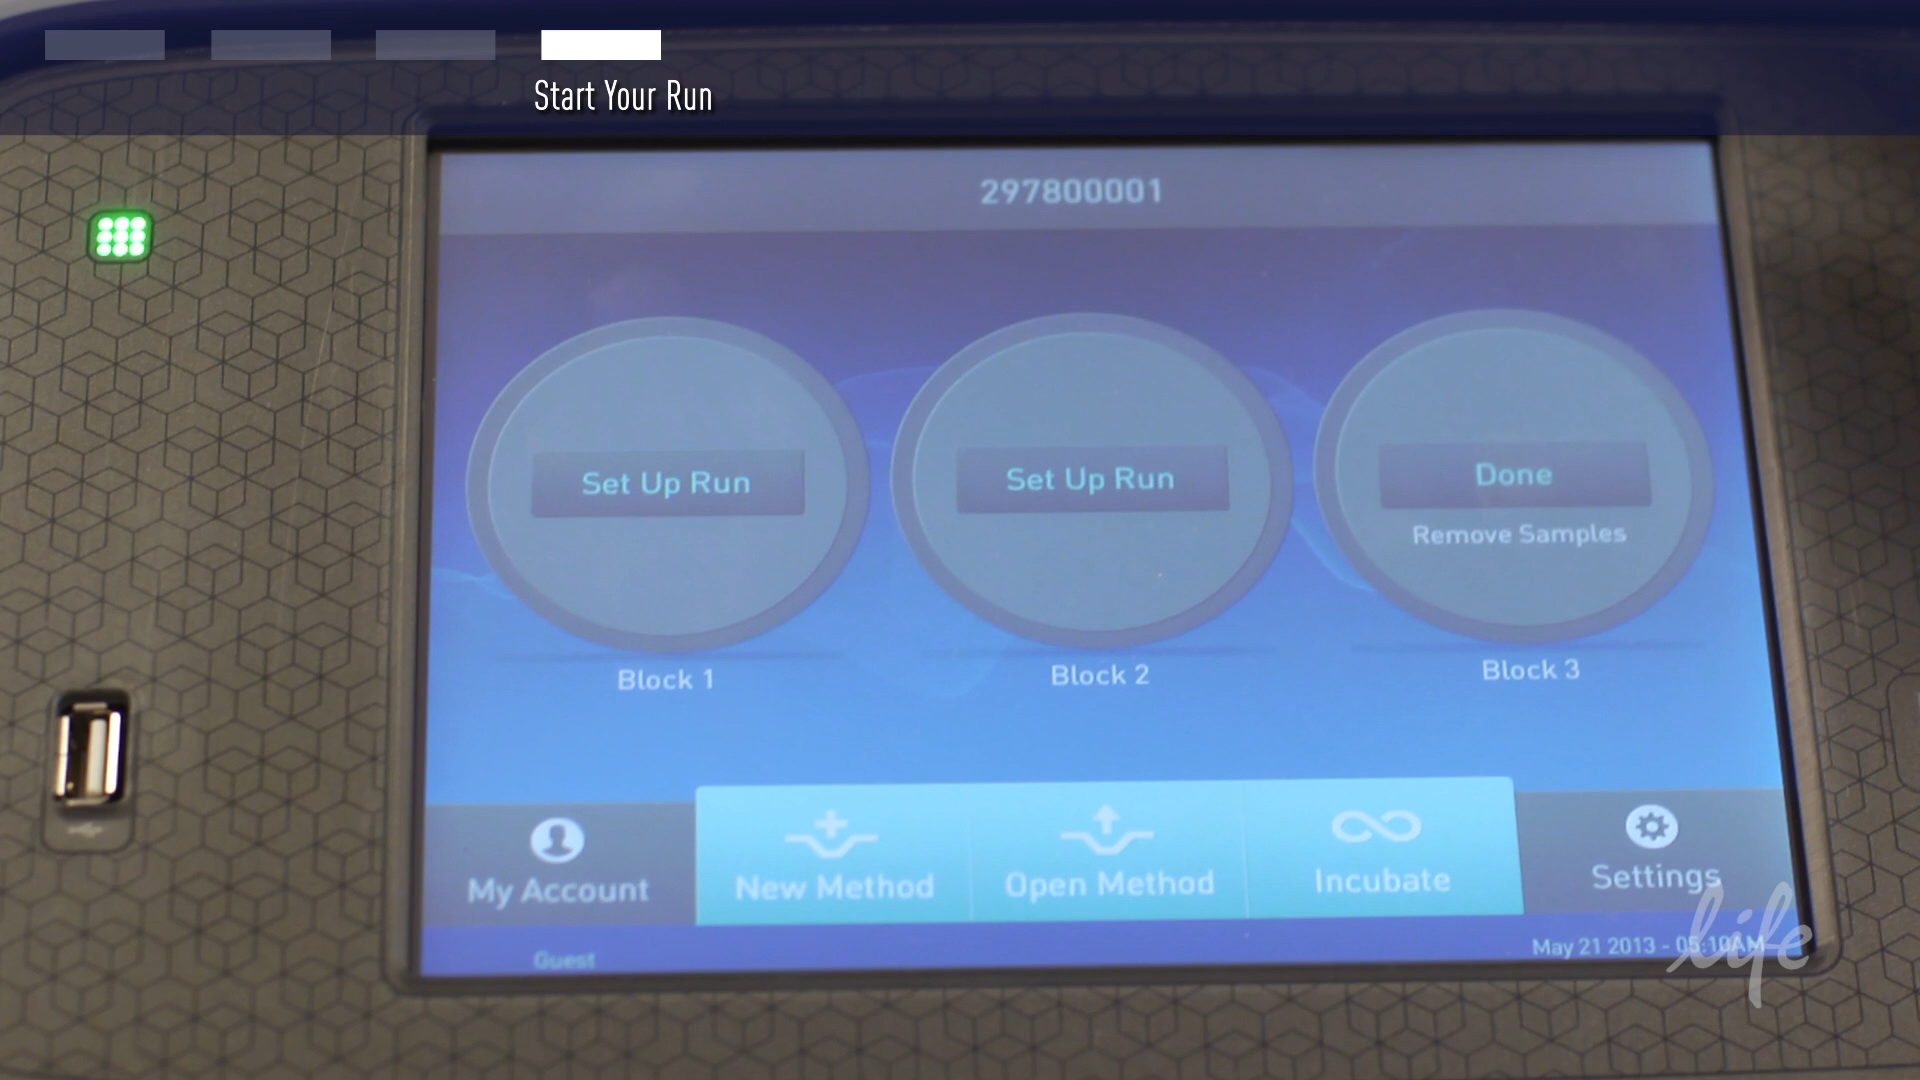 Start Your Run
297800001
Set Up Run
Set Up Run
Done
Remove Samples
Block 1
Block 2
Block 3
My Account
New Method
Open Method
Incubate
Settings
Guest
May 21 2013 - 05:10AM
life